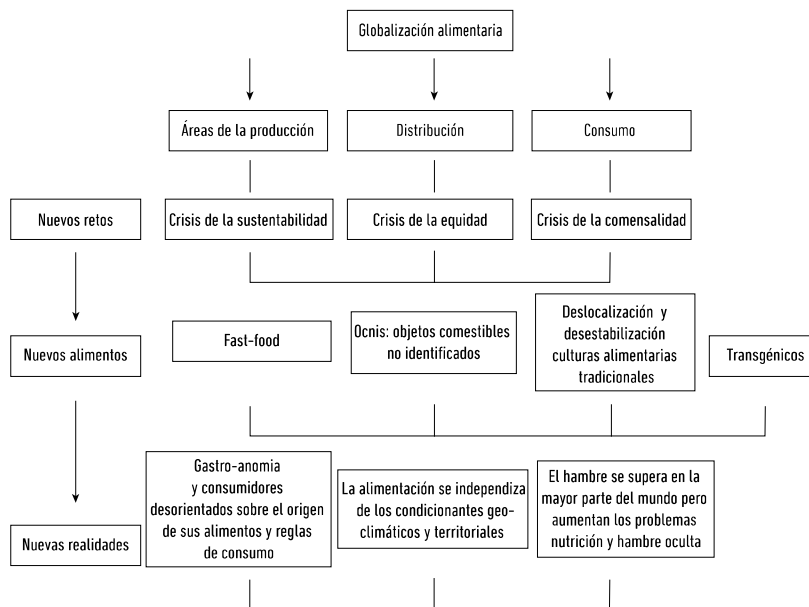 Globalización alimentaria
Áreas de la producción
Distribución
Consumo
Nuevos retos
Crisis de la sustentabilidad
Crisis de la equidad
Crisis de la comensalidad
Nuevos alimentos
Fast-food
Ocnis: objetos comestibles
no identificados
Deslocalización y
desestabilización
culturas alimentarias
tradicionales
Transgénicos
Nuevas realidades
Gastro-anomia
y consumidores
desorientados sobre el origen
de sus alimentos y reglas
de consumo
La alimentación se independiza
de los condicionantes geo-
climáticos y territoriales
El hambre se supera en la
mayor parte del mundo pero
aumentan los problemas
nutrición y hambre oculta